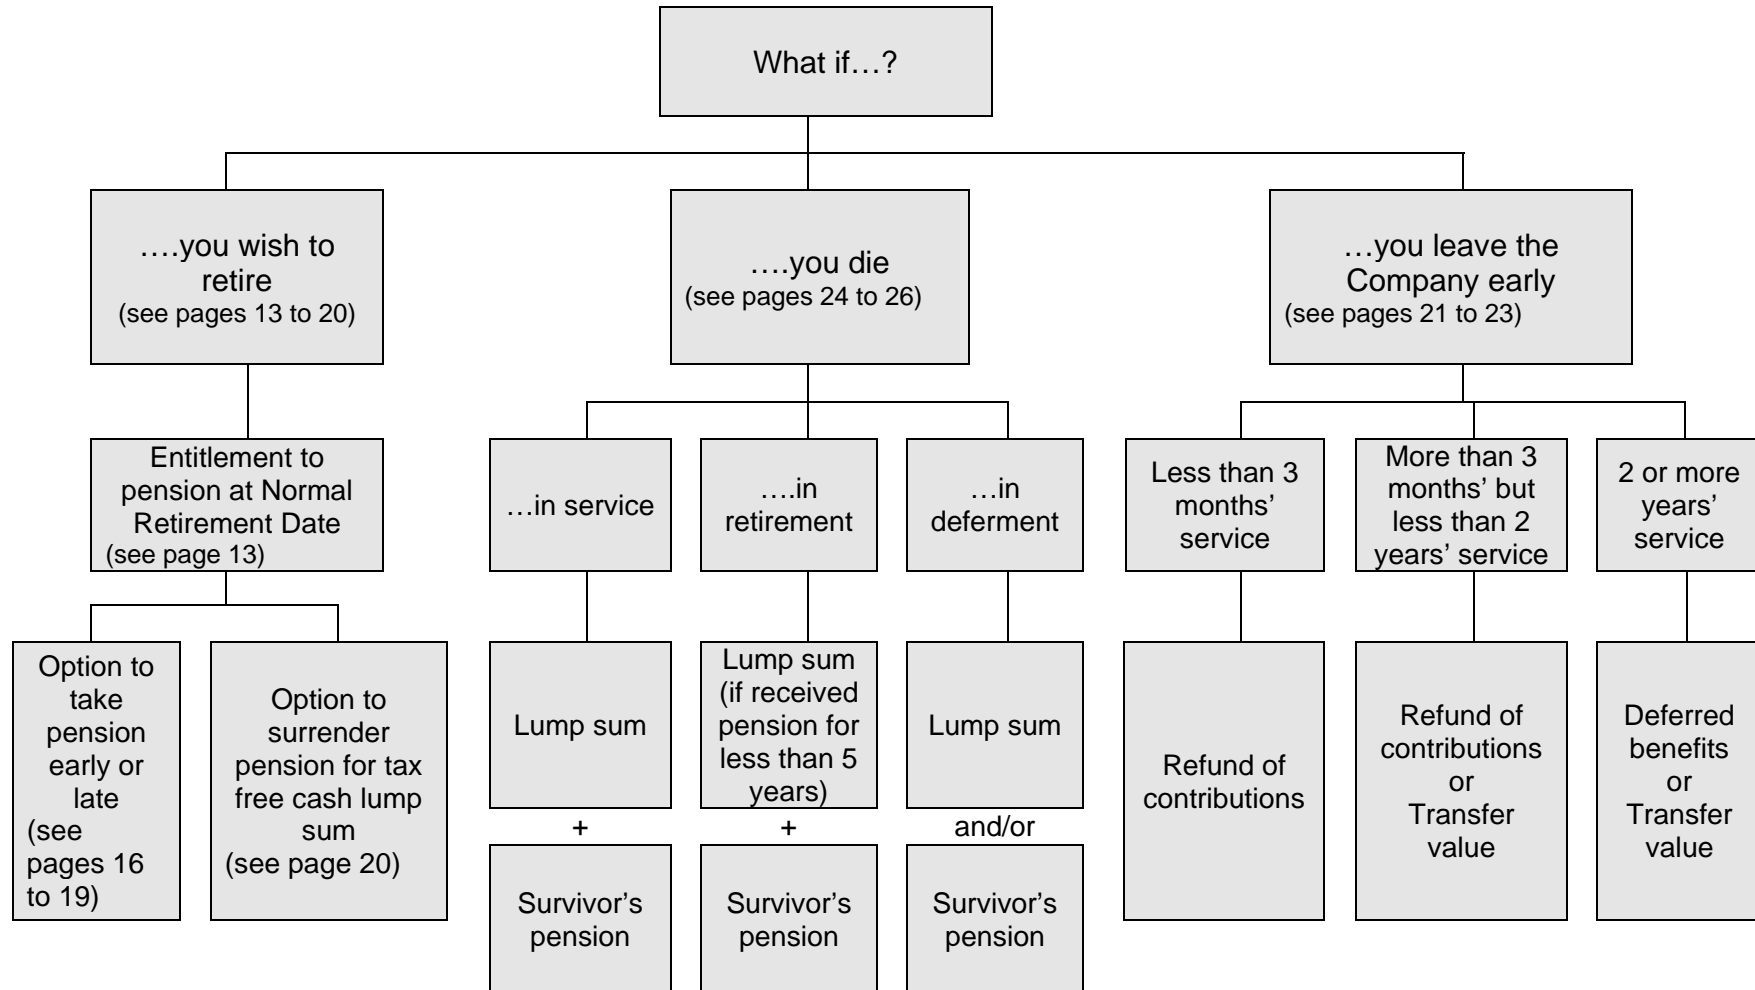 What if…?
….you wish to
retire
(see pages 13 to 20)
….you die
(see pages 24 to 26)
…you leave the
Company early
(see pages 21 to 23)
Entitlement to
pension at Normal
Retirement Date
(see page 13)
…in service
….in
retirement
…in
deferment
Less than 3
months’
service
More than 3
months’ but
less than 2
years’ service
2 or more
years’
service
Option to
take
pension
early or
late
(see
pages 16
to 19)
Option to
surrender
pension for tax
free cash lump
sum
(see page 20)
Lump sum
+
Survivor’s
pension
Lump sum
(if received
pension for
less than 5
years)
+
Survivor’s
pension
Lump sum
and/or
Survivor’s
pension
Refund of
contributions
Refund of
contributions
or
Transfer
value
Deferred
benefits
or
Transfer
value